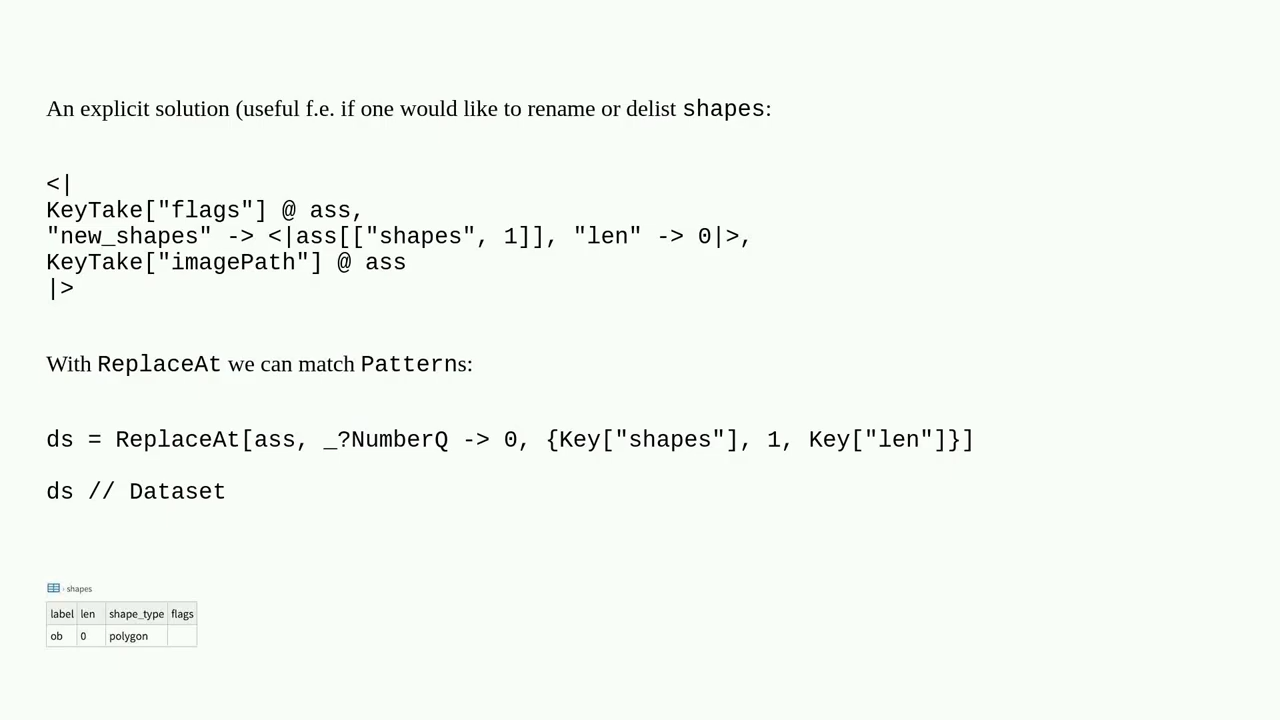 An explicit solution (useful f.e. if one would like to rename or delist shapes:
<|
KeyTake["flags"] @ ass,
"new_shapes" -> <|ass[["shapes", 1]], "len" -> 0|>,
KeyTake["imagePath"] @ ass
|>
With ReplaceAt we can match Patterns:
ds = ReplaceAt[ass, _?NumberQ -> 0, {Key["shapes"], 1, Key["len"]}]
ds // Dataset
› shapes
label len shape_type flags
ob 0 polygon